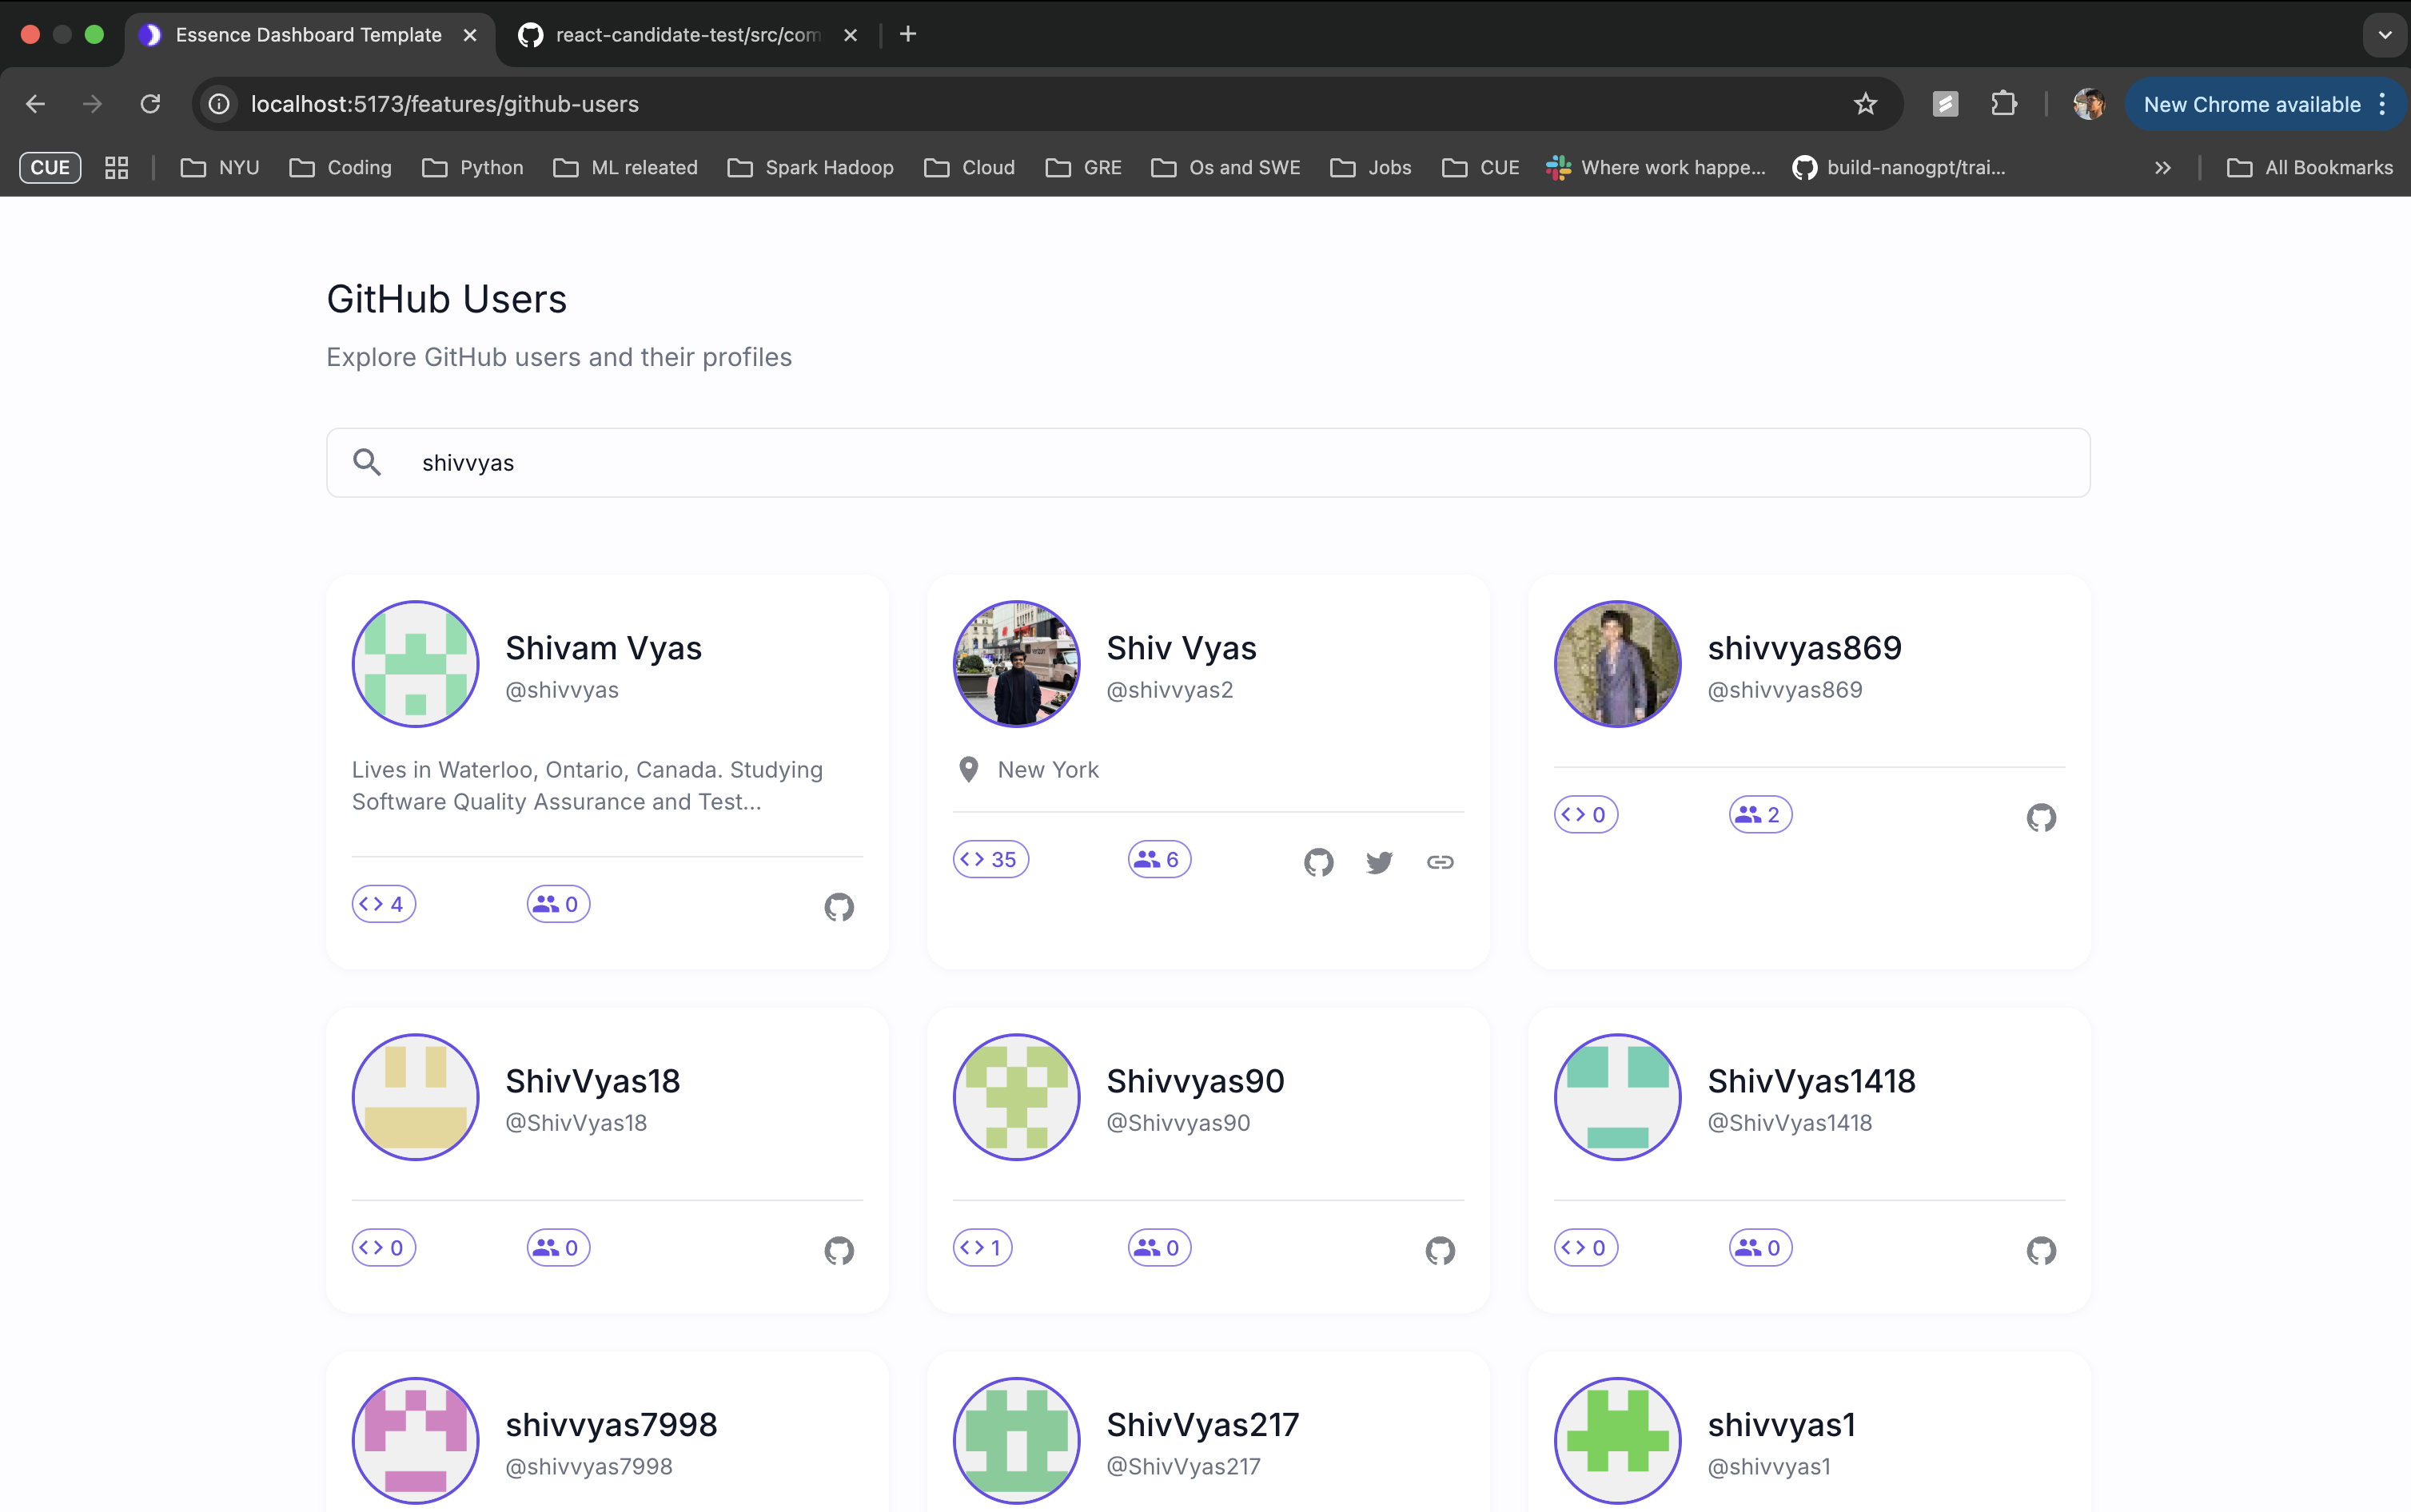 Essence Dashboard Template
react-candidate-test/src/com
localhost:5173/features/github-users
New Chrome available
CUE
NYU
Coding
Python
ML releated
Spark Hadoop
Cloud
GRE
Os and SWE
Jobs
CUE
Where work happe...
build-nanogpt/trai...
All Bookmarks
GitHub Users
Explore GitHub users and their profiles
shivvyas
Shivam Vyas
@shivvyas
Lives in Waterloo, Ontario, Canada. Studying
Software Quality Assurance and Test...
4
0
Shiv Vyas
@shivvyas2
New York
35
6
shivvyas869
@shivvyas869
0
2
ShivVyas18
@ShivVyas18
0
0
Shivvyas90
@Shivvyas90
1
0
ShivVyas1418
@ShivVyas1418
0
0
shivvyas7998
@shivvyas7998
ShivVyas217
@ShivVyas217
shivvyas1
@shivvyas1